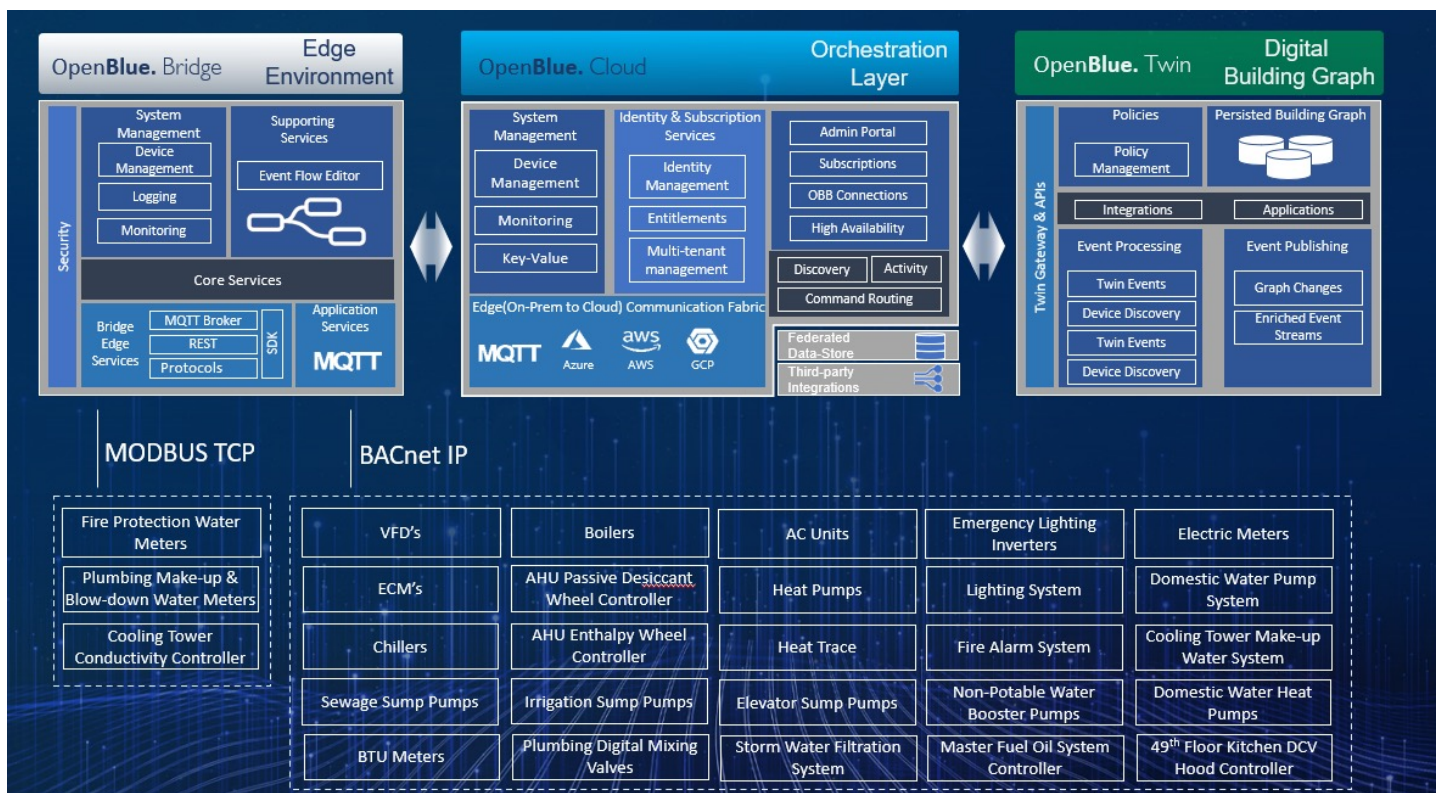 OpenBlue. Bridge
Edge
Environment
OpenBlue. Cloud
Orchestration
Layer
OpenBlue. Twin
Digital
Building Graph
Security
System
Management
Device
Management
Logging
Monitoring
Supporting
Services
Event Flow Editor
Core Services
Bridge
Edge
Services
MQTT Broker
REST
Protocols
SDK
Application
Services
MQTT
System
Management
Device
Management
Monitoring
Key-Value
Identity & Subscription
Services
Identity
Management
Entitlements
Multi-tenant
management
Admin Portal
Subscriptions
OBB Connections
High Availability
Discovery
Activity
Command Routing
Edge(On-Prem to Cloud) Communication Fabric
MQTT
Azure
aws
AWS
GCP
Federated
Data-Store
Third-party
Integrations
Twin Gateway & APIs
Policies
Policy
Management
Persisted Building Graph
Integrations
Applications
Event Processing
Twin Events
Device Discovery
Twin Events
Device Discovery
Event Publishing
Graph Changes
Enriched Event
Streams
MODBUS TCP
BACnet IP
Fire Protection Water
Meters
Plumbing Make-up &
Blow-down Water Meters
Cooling Tower
Conductivity Controller
VFD's
Boilers
AC Units
Emergency Lighting
Inverters
Electric Meters
ECM's
AHU Passive Desiccant
Wheel Controller
Heat Pumps
Lighting System
Domestic Water Pump
System
Chillers
AHU Enthalpy Wheel
Controller
Heat Trace
Fire Alarm System
Cooling Tower Make-up
Water System
Sewage Sump Pumps
Irrigation Sump Pumps
Elevator Sump Pumps
Non-Potable Water
Booster Pumps
Domestic Water Heat
Pumps
BTU Meters
Plumbing Digital Mixing
Valves
Storm Water Filtration
System
Master Fuel Oil System
Controller
49th Floor Kitchen DCV
Hood Controller